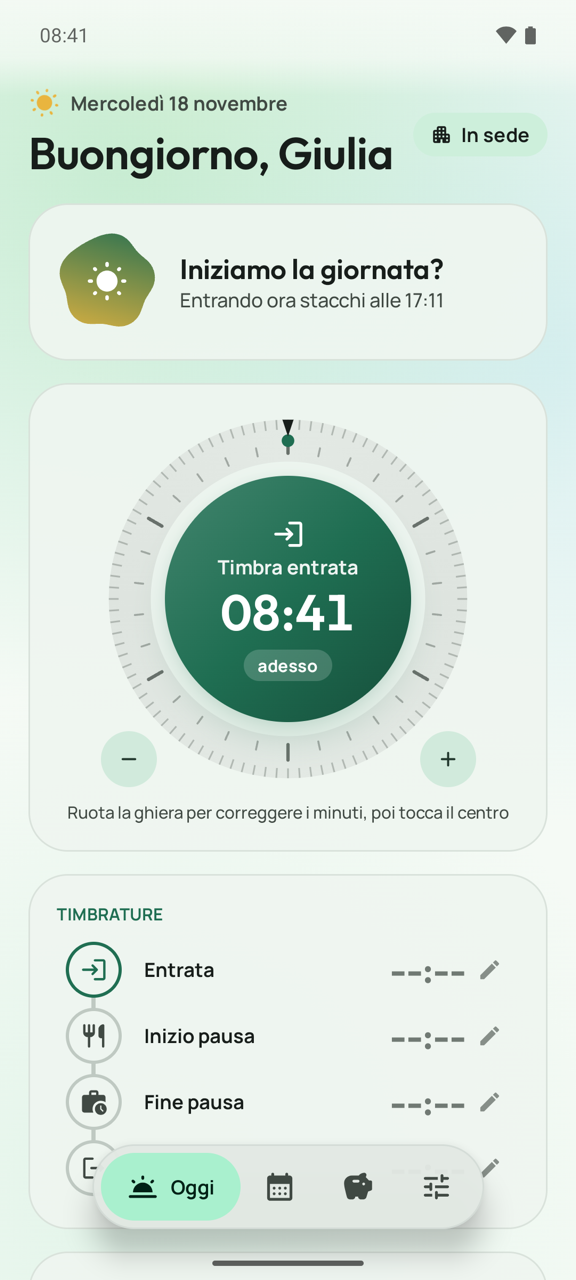 08:41
Mercoledì 18 novembre
Buongiorno, Giulia
In sede
Iniziamo la giornata?
Entrando ora stacchi alle 17:11
Timbra entrata
08:41
adesso
−
+
Ruota la ghiera per correggere i minuti, poi tocca il centro
TIMBRATURE
Entrata --:--
Inizio pausa --:--
Fine pausa --:--
Oggi